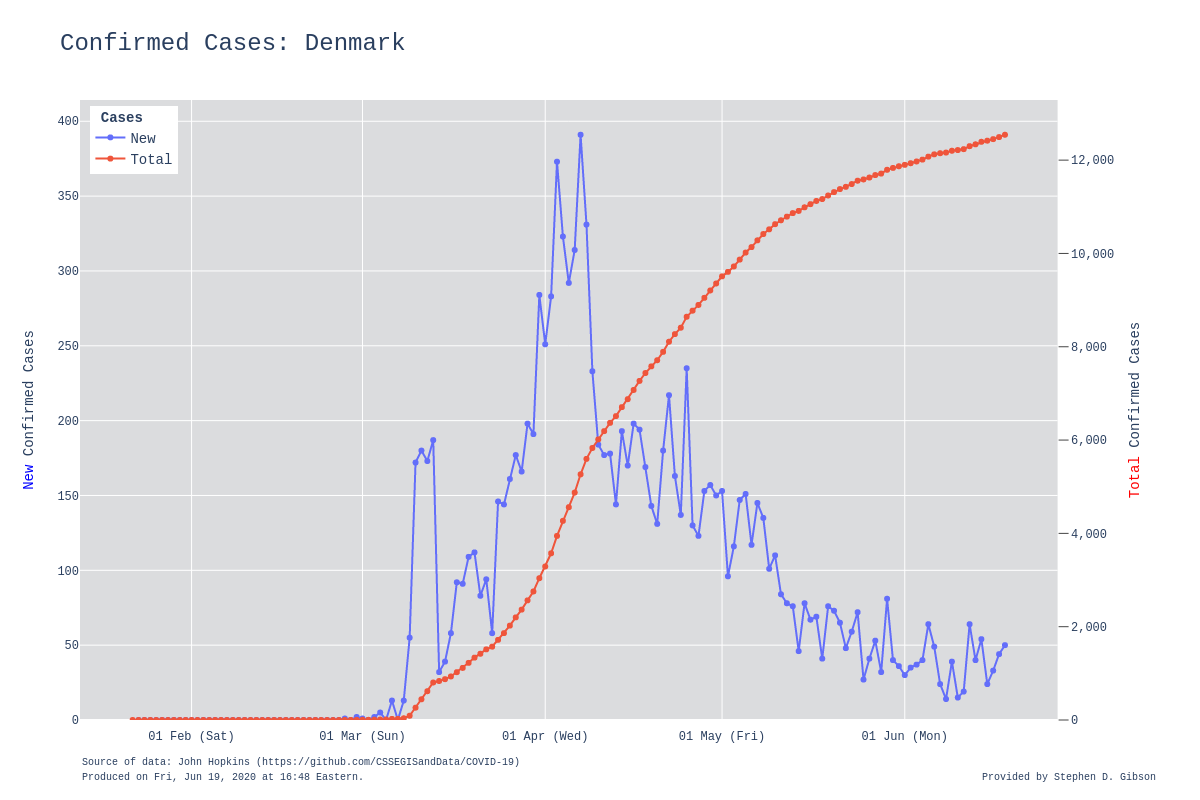 Confirmed Cases: Denmark
Cases
New
Total
400
350
300
250
200
150
100
50
0
12,000
10,000
8,000
6,000
4,000
2,000
0
New Confirmed Cases
Total Confirmed Cases
01 Feb (Sat)
01 Mar (Sun)
01 Apr (Wed)
01 May (Fri)
01 Jun (Mon)
Source of data: John Hopkins (https://github.com/CSSEGISandData/COVID-19)
Produced on Fri, Jun 19, 2020 at 16:48 Eastern.
Provided by Stephen D. Gibson